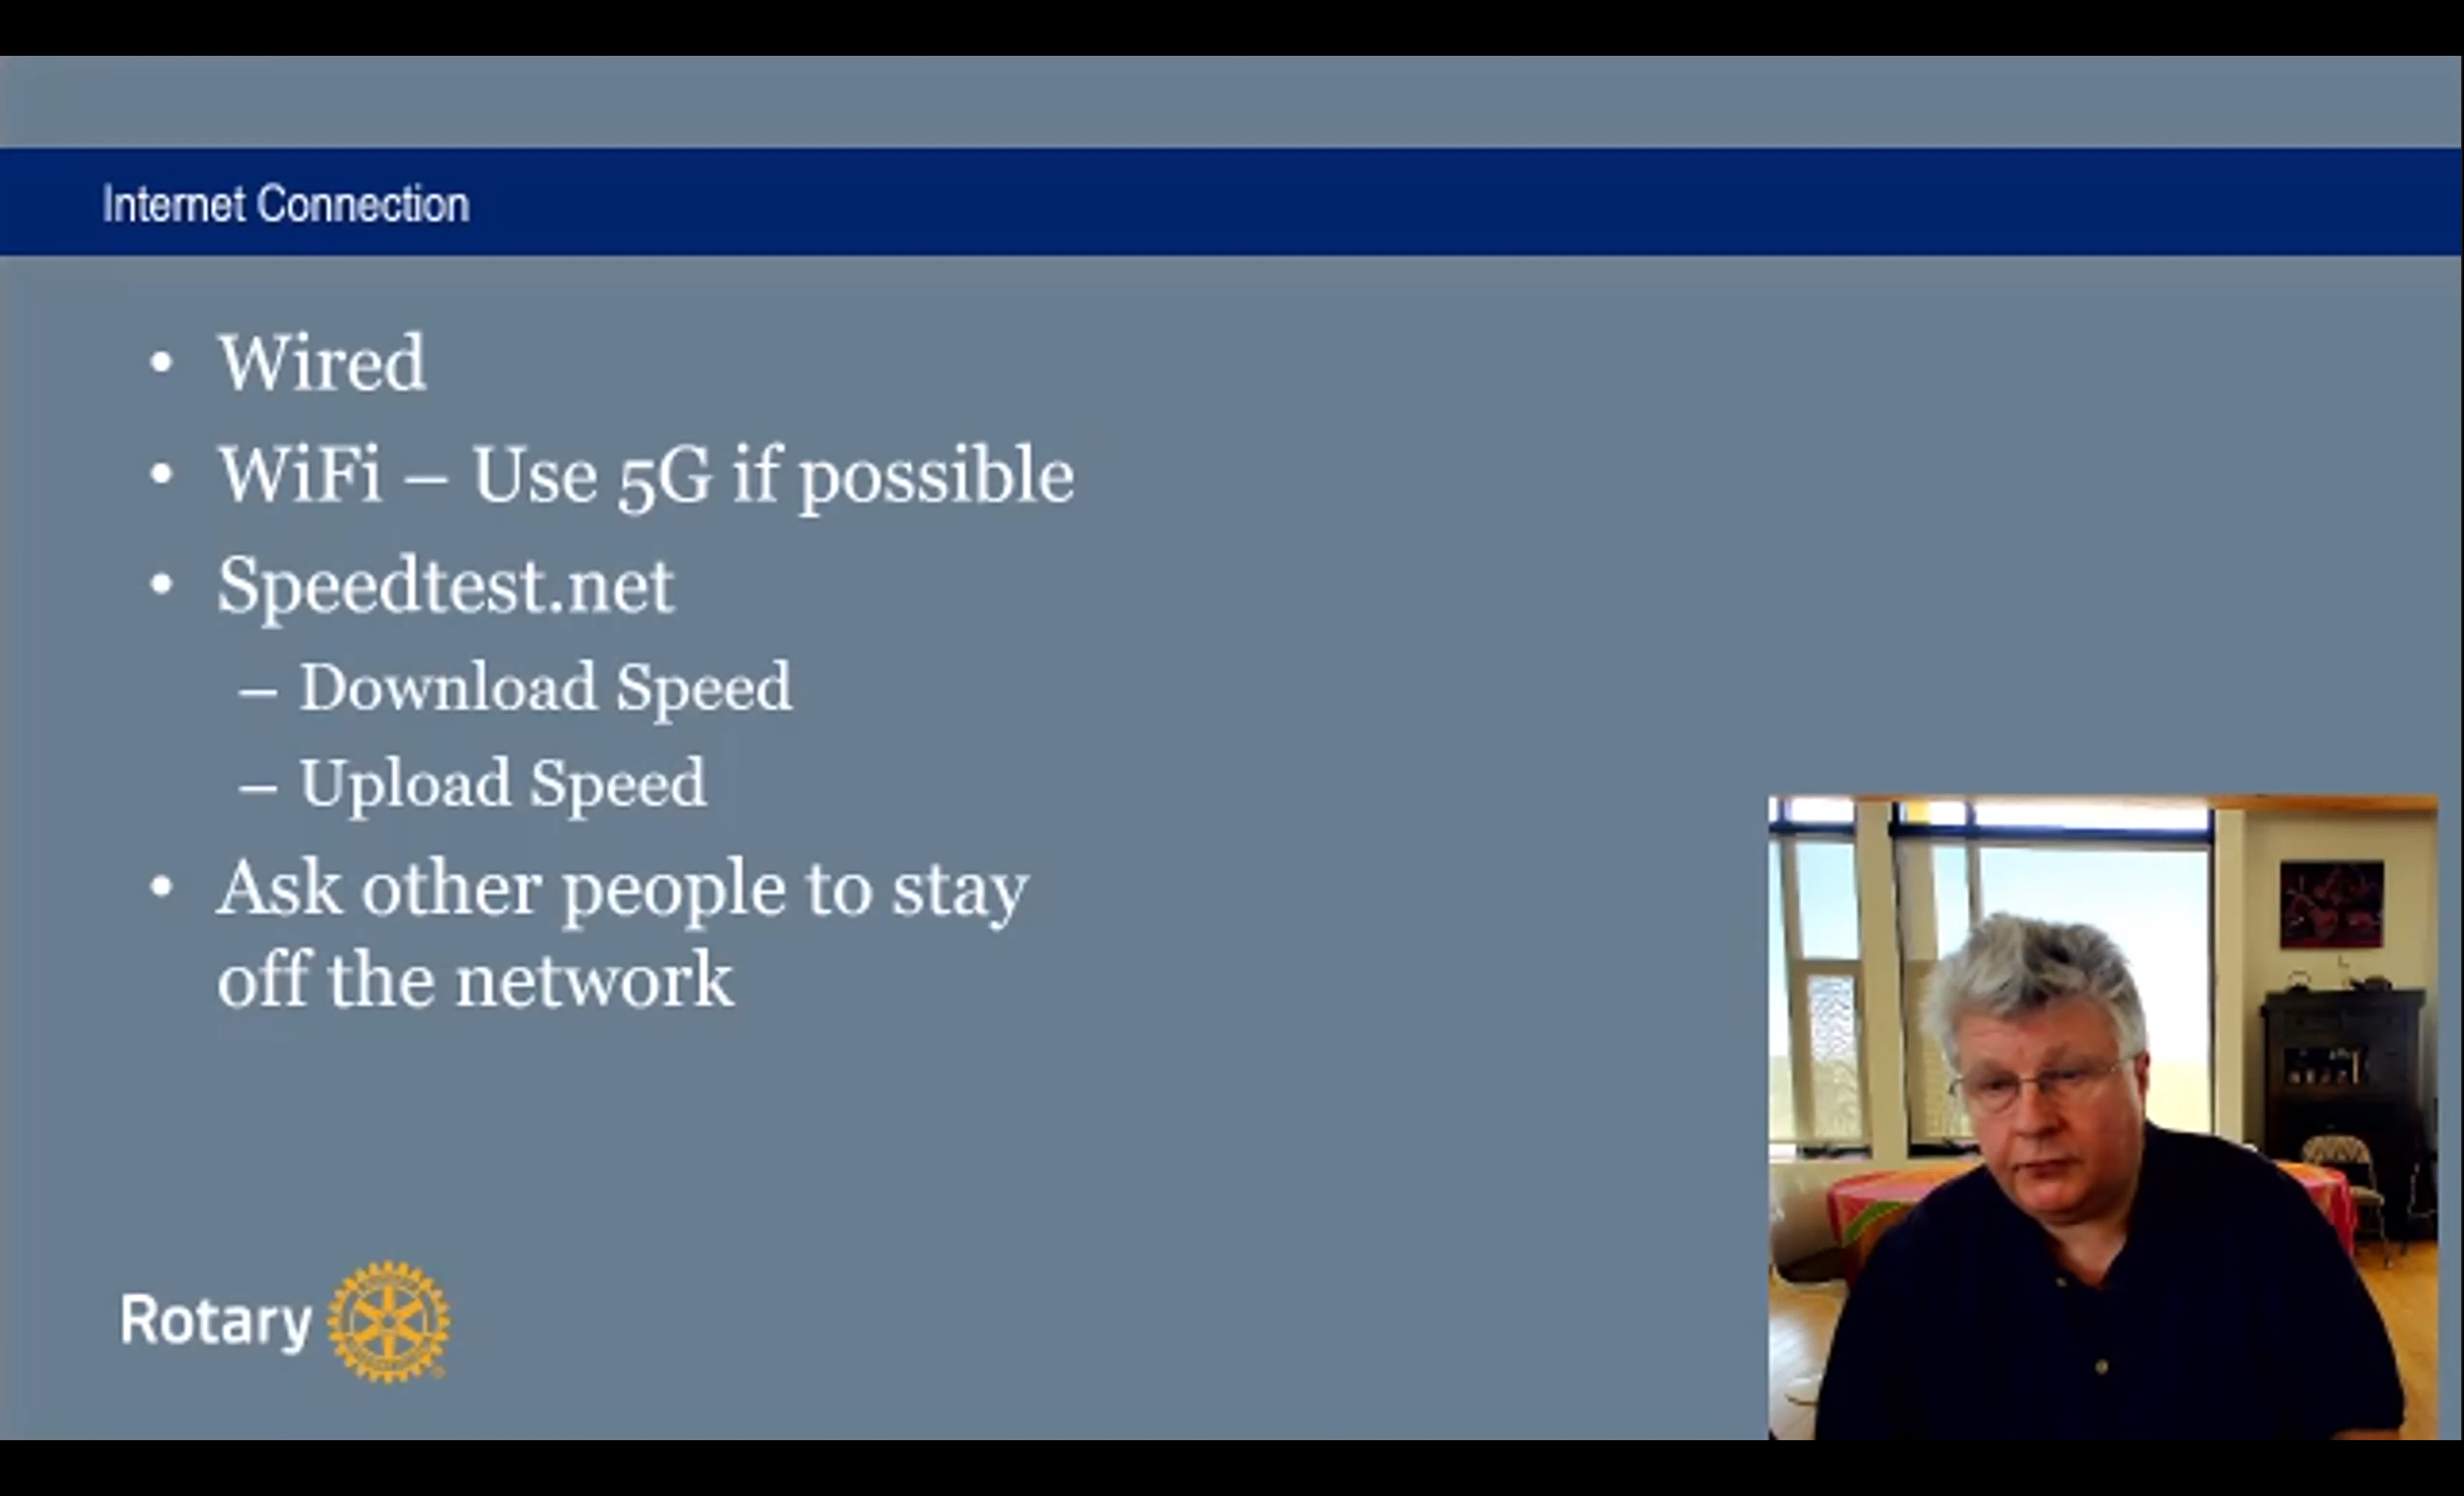 Internet Connection
• Wired
• WiFi – Use 5G if possible
• Speedtest.net
– Download Speed
– Upload Speed
• Ask other people to stay
off the network
Rotary